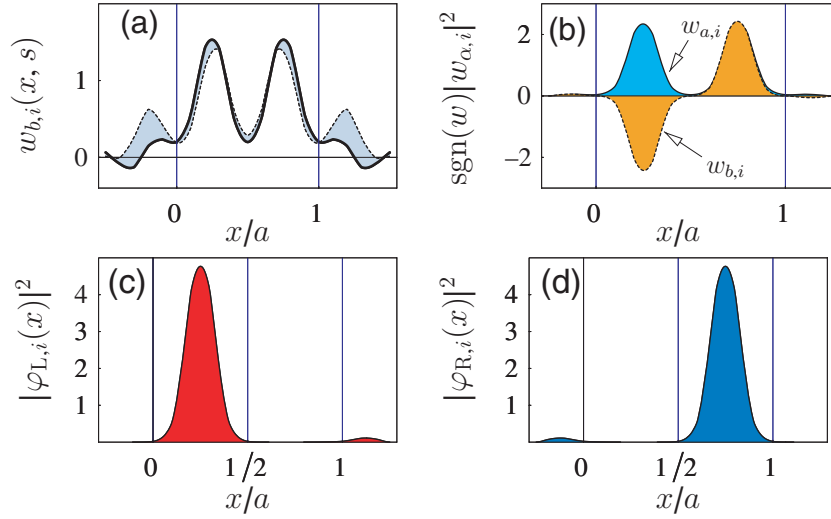 (a)
w_{b,i}(x, s)
1
0
0
1
x/a
(b)
sgn(w)|w_{α,i}|^2
2
0
−2
w_{a,i}
w_{b,i}
0
1
x/a
(c)
|φ_{L,i}(x)|^2
4
3
2
1
0
1/2
1
x/a
(d)
|φ_{R,i}(x)|^2
4
3
2
1
0
1/2
1
x/a